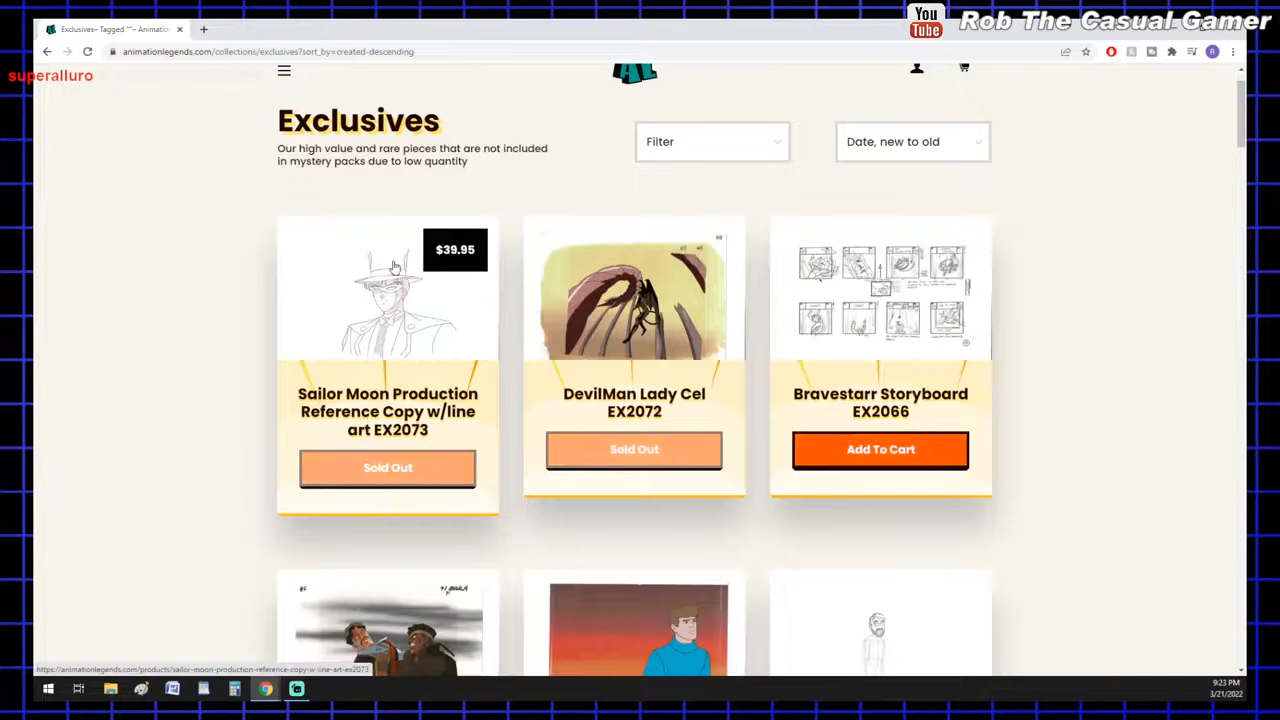 You
Tube
Rob The Casual Gamer
Exclusives– Tagged ""– Animation
animationlegends.com/collections/exclusives?sort_by=created-descending
superalluro
AL
Exclusives
Our high value and rare pieces that are not included
in mystery packs due to low quantity
Filter
Date, new to old
$39.95
Sailor Moon Production
Reference Copy w/line
art EX2073
Sold Out
DevilMan Lady Cel
EX2072
Sold Out
Bravestarr Storyboard
EX2066
Add To Cart
https://animationlegends.com/products/sailor-moon-production-reference-copy-w-line-art-ex2073
9:23 PM
3/21/2022